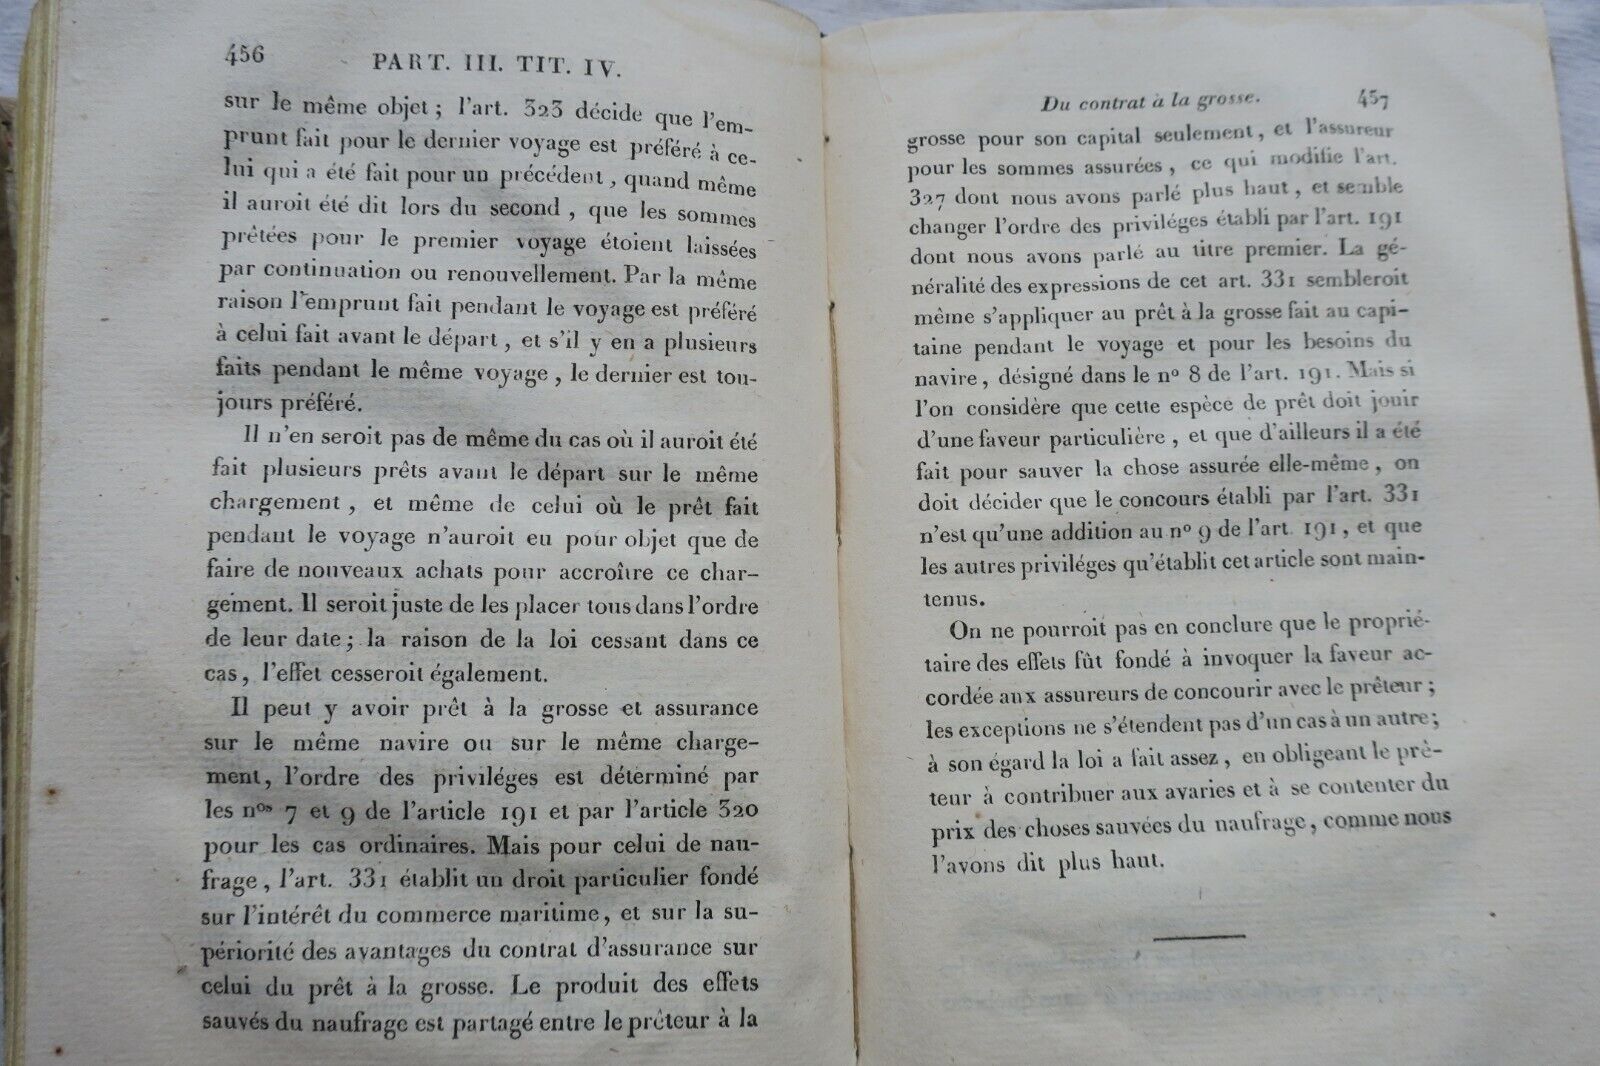 456
PART. III. TIT. IV.
sur le même objet ; l'art. 323 décide que l'em-
prunt fait pour le dernier voyage est préféré à ce-
lui qui a été fait pour un précédent, quand même
il auroit été dit lors du second, que les sommes
prêtées pour le premier voyage étoient laissées
par continuation ou renouvellement. Par la même
raison l'emprunt fait pendant le voyage est préféré
à celui fait avant le départ, et s'il y en a plusieurs
faits pendant le même voyage, le dernier est tou-
jours préféré.
Il n'en seroit pas de même du cas où il auroit été
fait plusieurs prêts avant le départ sur le même
chargement, et même de celui où le prêt fait
pendant le voyage n'auroit eu pour objet que de
faire de nouveaux achats pour accroître ce char-
gement. Il seroit juste de les placer tous dans l'ordre
de leur date ; la raison de la loi cessant dans ce
cas, l'effet cesseroit également.
Il peut y avoir prêt à la grosse et assurance
sur le même navire ou sur le même charge-
ment, l'ordre des priviléges est déterminé par
les nos 7 et 9 de l'article 191 et par l'article 320
pour les cas ordinaires. Mais pour celui de nau-
frage, l'art. 331 établit un droit particulier fondé
sur l'intérêt du commerce maritime, et sur la su-
périorité des avantages du contrat d'assurance sur
celui du prêt à la grosse. Le produit des effets
sauvés du naufrage est partagé entre le prêteur à la
Du contrat à la grosse.
457
grosse pour son capital seulement, et l'assureur
pour les sommes assurées, ce qui modifie l'art.
327 dont nous avons parlé plus haut, et semble
changer l'ordre des priviléges établi par l'art. 191
dont nous avons parlé au titre premier. La gé-
néralité des expressions de cet art. 331 sembleroit
même s'appliquer au prêt à la grosse fait au capi-
taine pendant le voyage et pour les besoins du
navire, désigné dans le no 8 de l'art. 191. Mais si
l'on considère que cette espèce de prêt doit jouir
d'une faveur particulière, et que d'ailleurs il a été
fait pour sauver la chose assurée elle-même, on
doit décider que le concours établi par l'art. 331
n'est qu'une addition au no 9 de l'art. 191, et que
les autres priviléges qu'établit cet article sont main-
tenus.
On ne pourroit pas en conclure que le proprié-
taire des effets fût fondé à invoquer la faveur ac-
cordée aux assureurs de concourir avec le prêteur ;
les exceptions ne s'étendent pas d'un cas à un autre ;
à son égard la loi a fait assez, en obligeant le prê-
teur à contribuer aux avaries et à se contenter du
prix des choses sauvées du naufrage, comme nous
l'avons dit plus haut.